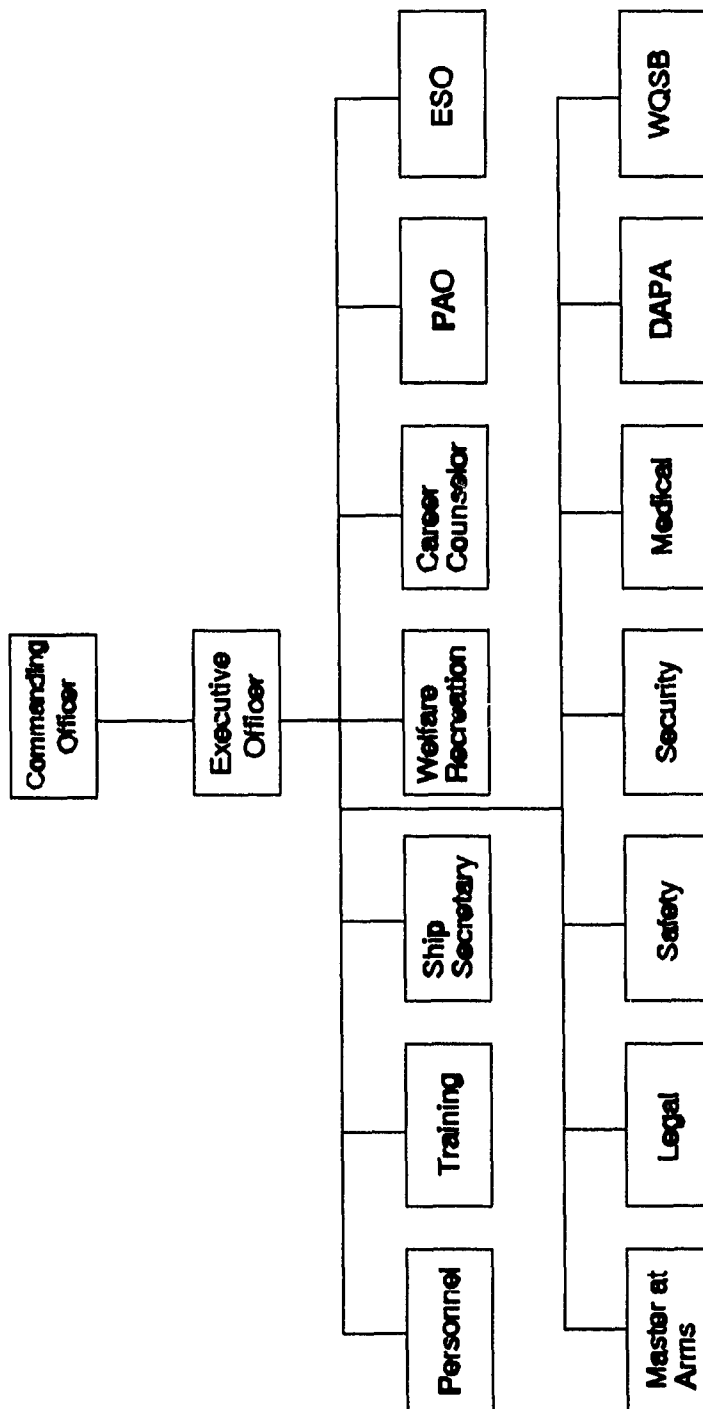 Commanding
Officer
Executive
Officer
Personnel
Training
Ship
Secretary
Welfare
Recreation
Career
Counselor
PAO
ESO
Master at
Arms
Legal
Safety
Security
Medical
DAPA
WQSB